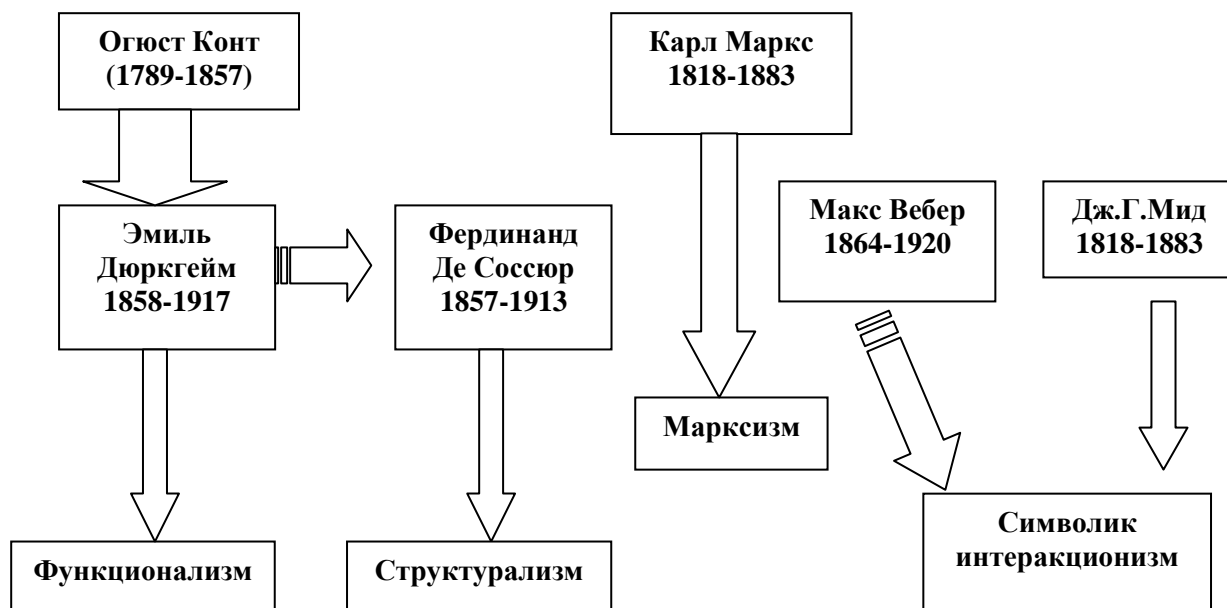 Огюст Конт
(1789-1857)
Карл Маркс
1818-1883
Макс Вебер
1864-1920
Дж.Г.Мид
1818-1883
Эмиль
Дюркгейм
1858-1917
Фердинанд
Де Соссюр
1857-1913
Марксизм
Функционализм
Структурализм
Символик
интеракционизм